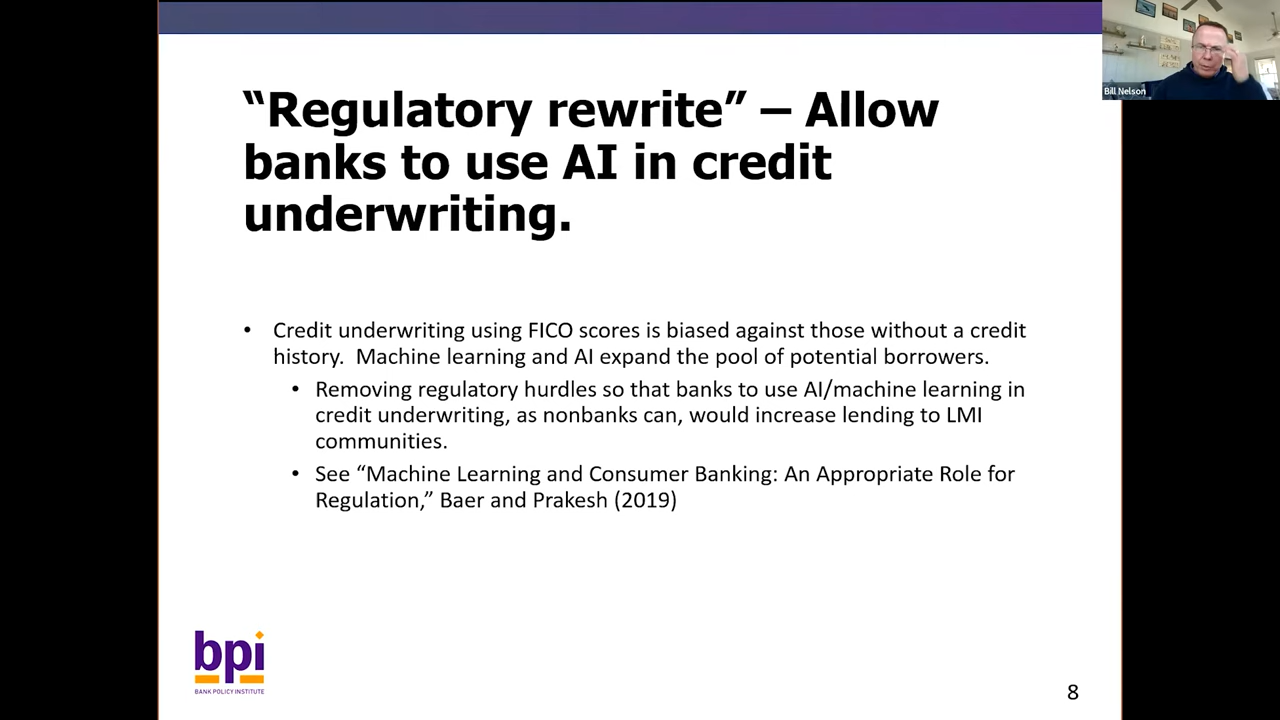 Bill Nelson
“Regulatory rewrite” – Allow
banks to use AI in credit
underwriting.
• Credit underwriting using FICO scores is biased against those without a credit
history.  Machine learning and AI expand the pool of potential borrowers.
• Removing regulatory hurdles so that banks to use AI/machine learning in
credit underwriting, as nonbanks can, would increase lending to LMI
communities.
• See “Machine Learning and Consumer Banking: An Appropriate Role for
Regulation,” Baer and Prakesh (2019)
bpi
BANK POLICY INSTITUTE
8